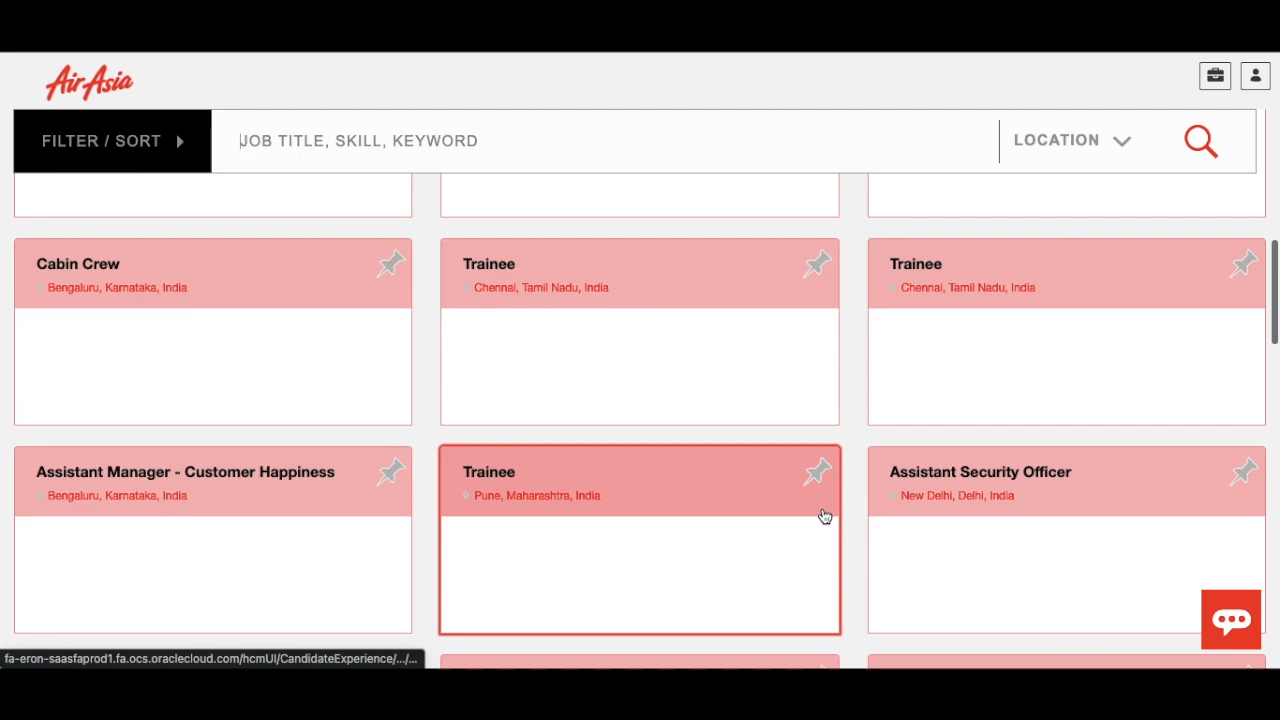 AirAsia
FILTER / SORT
JOB TITLE, SKILL, KEYWORD
LOCATION
Cabin Crew
Bengaluru, Karnataka, India
Trainee
Chennai, Tamil Nadu, India
Trainee
Chennai, Tamil Nadu, India
Assistant Manager - Customer Happiness
Bengaluru, Karnataka, India
Trainee
Pune, Maharashtra, India
Assistant Security Officer
New Delhi, Delhi, India
fa-eron-saasfaprod1.fa.ocs.oraclecloud.com/hcmUI/CandidateExperience/.../...